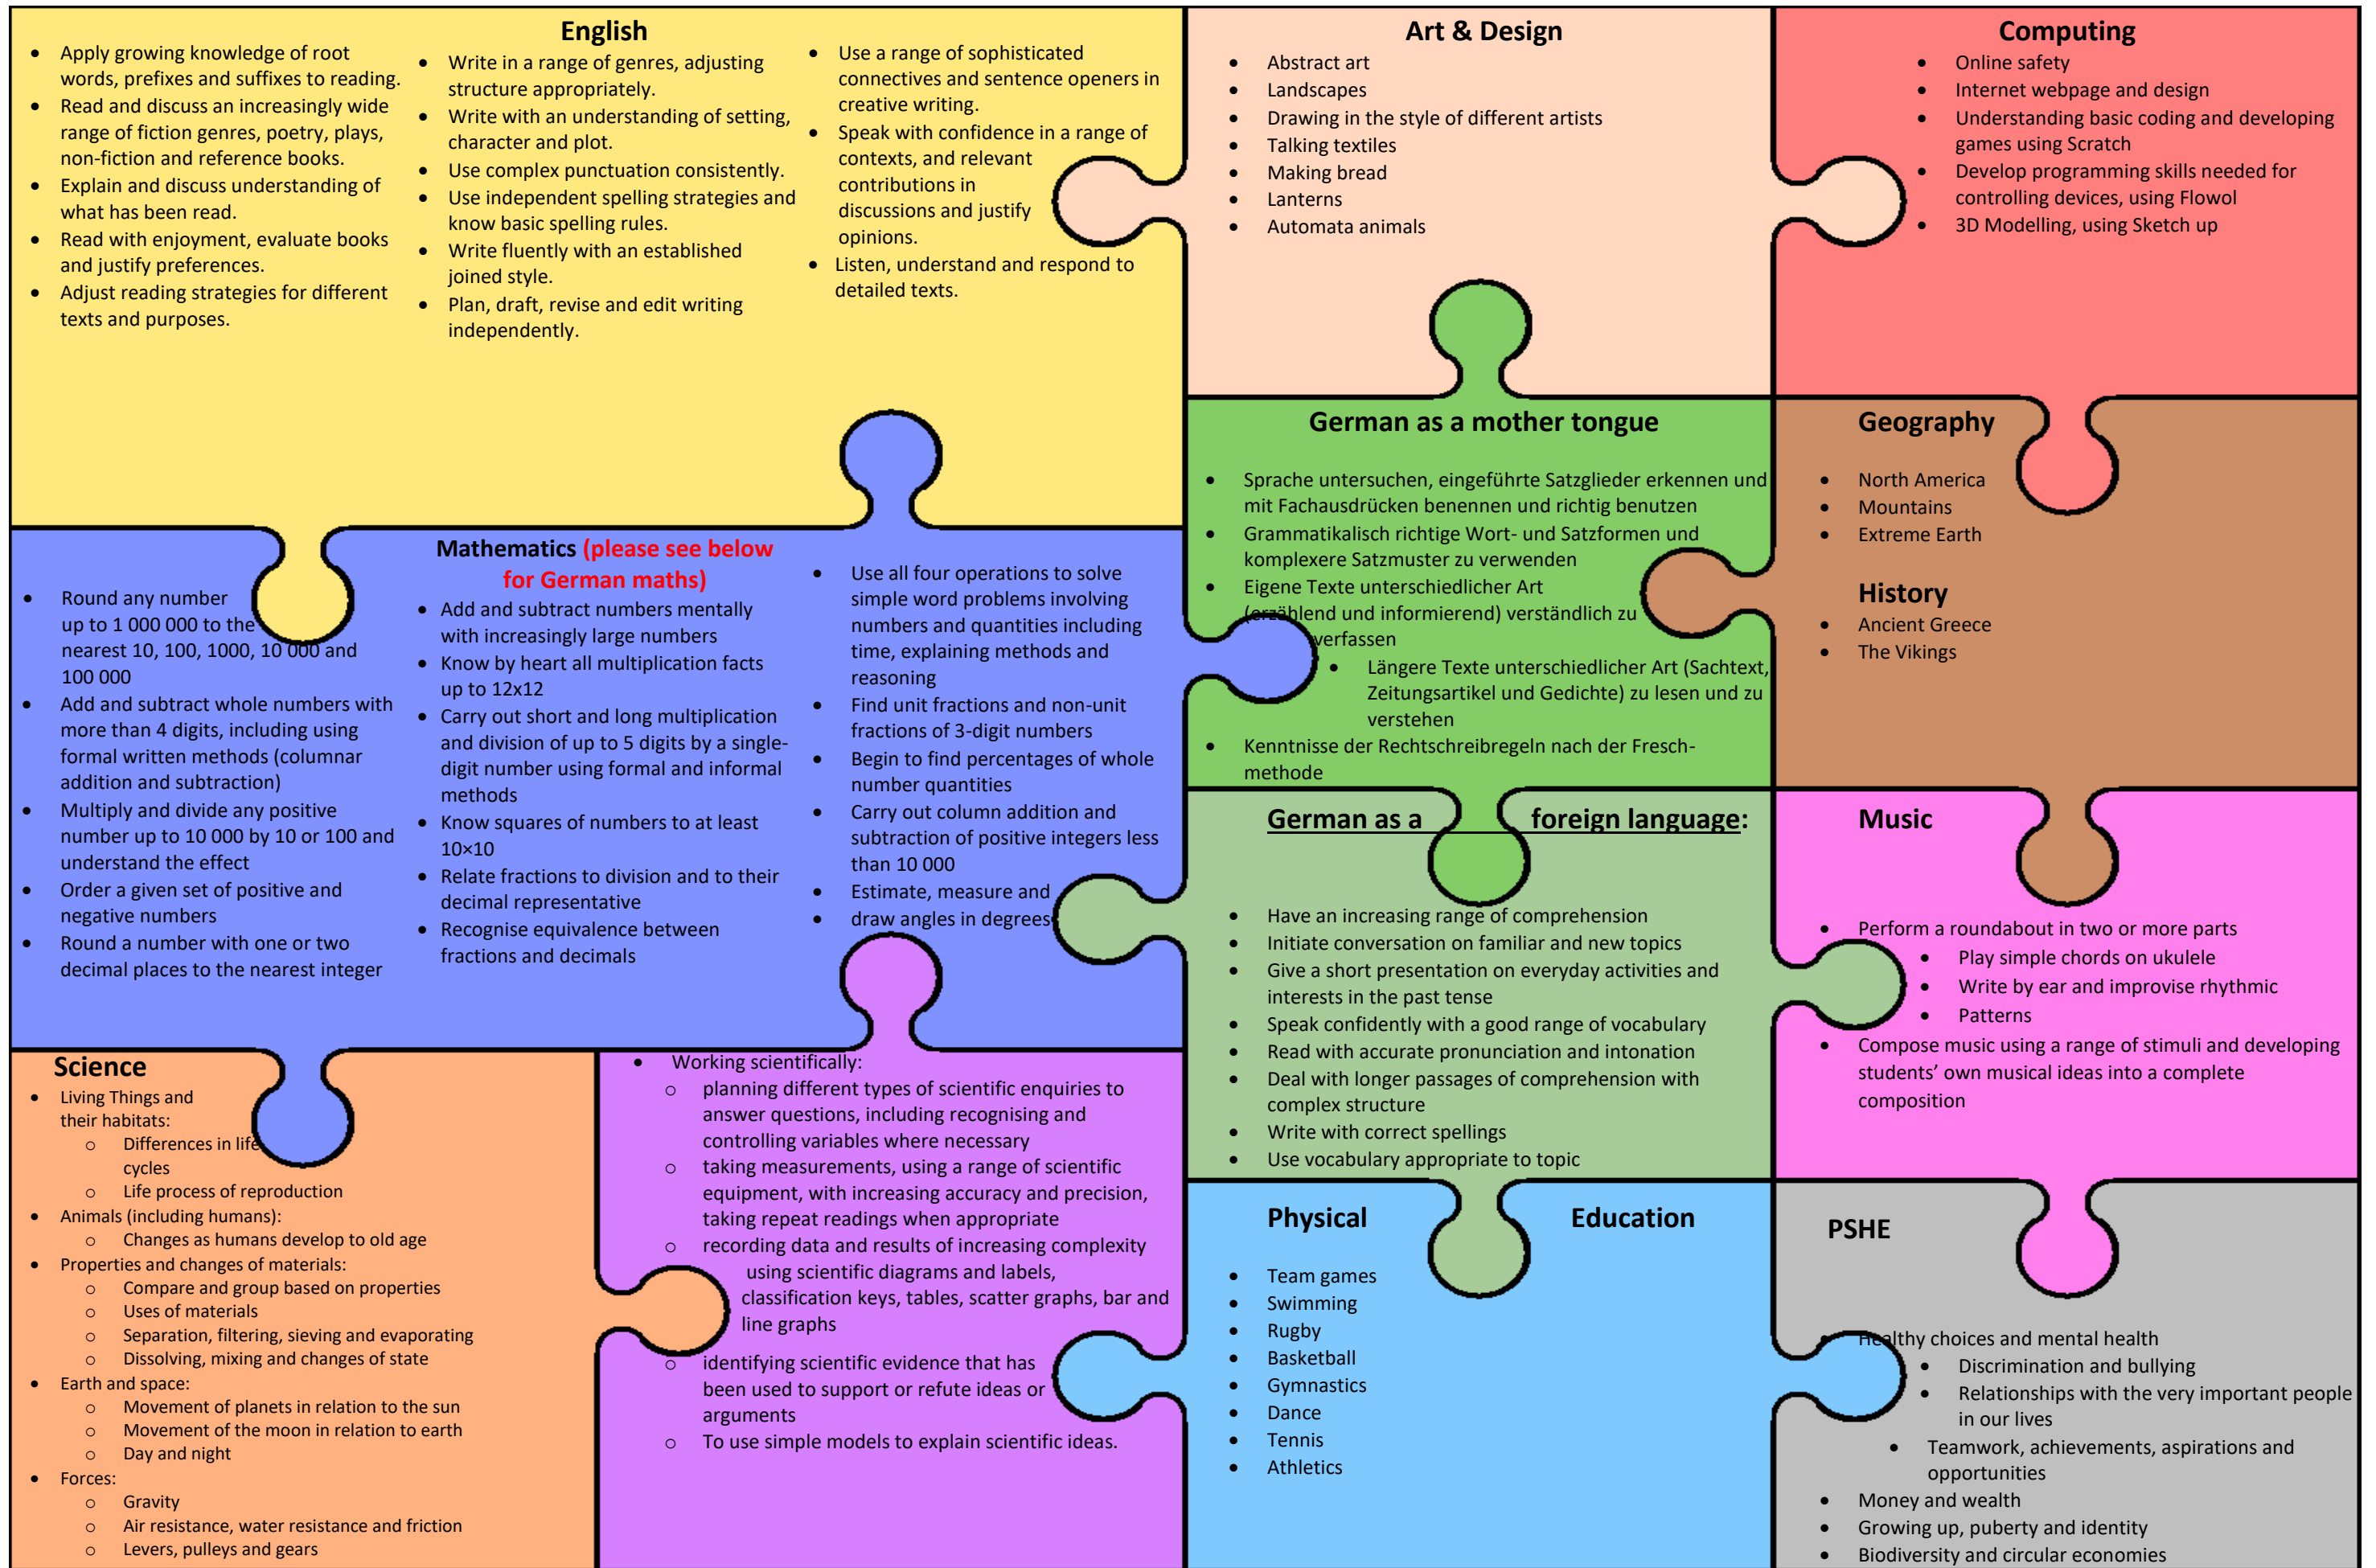 English
Apply growing knowledge of root
words, prefixes and suffixes to reading.
Read and discuss an increasingly wide
range of fiction genres, poetry, plays,
non-fiction and reference books.
Explain and discuss understanding of
what has been read.
Read with enjoyment, evaluate books
and justify preferences.
Adjust reading strategies for different
texts and purposes.
Write in a range of genres, adjusting
structure appropriately.
Write with an understanding of setting,
character and plot.
Use complex punctuation consistently.
Use independent spelling strategies and
know basic spelling rules.
Write fluently with an established
joined style.
Plan, draft, revise and edit writing
independently.
Use a range of sophisticated
connectives and sentence openers in
creative writing.
Speak with confidence in a range of
contexts, and relevant
contributions in
discussions and justify
opinions.
Listen, understand and respond to
detailed texts.
Art & Design
Abstract art
Landscapes
Drawing in the style of different artists
Talking textiles
Making bread
Lanterns
Automata animals
Computing
Online safety
Internet webpage and design
Understanding basic coding and developing
games using Scratch
Develop programming skills needed for
controlling devices, using Flowol
3D Modelling, using Sketch up
Mathematics (please see below
for German maths)
Round any number
up to 1 000 000 to the
nearest 10, 100, 1000, 10 000 and
100 000
Add and subtract whole numbers with
more than 4 digits, including using
formal written methods (columnar
addition and subtraction)
Multiply and divide any positive
number up to 10 000 by 10 or 100 and
understand the effect
Order a given set of positive and
negative numbers
Round a number with one or two
decimal places to the nearest integer
Add and subtract numbers mentally
with increasingly large numbers
Know by heart all multiplication facts
up to 12x12
Carry out short and long multiplication
and division of up to 5 digits by a single-
digit number using formal and informal
methods
Know squares of numbers to at least
10×10
Relate fractions to division and to their
decimal representative
Recognise equivalence between
fractions and decimals
Use all four operations to solve
simple word problems involving
numbers and quantities including
time, explaining methods and
reasoning
Find unit fractions and non-unit
fractions of 3-digit numbers
Begin to find percentages of whole
number quantities
Carry out column addition and
subtraction of positive integers less
than 10 000
Estimate, measure and
draw angles in degrees
German as a mother tongue
Sprache untersuchen, eingeführte Satzglieder erkennen und
mit Fachausdrücken benennen und richtig benutzen
Grammatikalisch richtige Wort- und Satzformen und
komplexere Satzmuster zu verwenden
Eigene Texte unterschiedlicher Art
(erzählend und informierend) verständlich zu
verfassen
Längere Texte unterschiedlicher Art (Sachtext,
Zeitungsartikel und Gedichte) zu lesen und zu
verstehen
Kenntnisse der Rechtschreibregeln nach der Fresch-
methode
Geography
North America
Mountains
Extreme Earth
History
Ancient Greece
The Vikings
German as a foreign language:
Have an increasing range of comprehension
Initiate conversation on familiar and new topics
Give a short presentation on everyday activities and
interests in the past tense
Speak confidently with a good range of vocabulary
Read with accurate pronunciation and intonation
Deal with longer passages of comprehension with
complex structure
Write with correct spellings
Use vocabulary appropriate to topic
Music
Perform a roundabout in two or more parts
Play simple chords on ukulele
Write by ear and improvise rhythmic
Patterns
Compose music using a range of stimuli and developing
students’ own musical ideas into a complete
composition
Science
Living Things and
their habitats:
Differences in life
cycles
Life process of reproduction
Animals (including humans):
Changes as humans develop to old age
Properties and changes of materials:
Compare and group based on properties
Uses of materials
Separation, filtering, sieving and evaporating
Dissolving, mixing and changes of state
Earth and space:
Movement of planets in relation to the sun
Movement of the moon in relation to earth
Day and night
Forces:
Gravity
Air resistance, water resistance and friction
Levers, pulleys and gears
Working scientifically:
planning different types of scientific enquiries to
answer questions, including recognising and
controlling variables where necessary
taking measurements, using a range of scientific
equipment, with increasing accuracy and precision,
taking repeat readings when appropriate
recording data and results of increasing complexity
using scientific diagrams and labels,
classification keys, tables, scatter graphs, bar and
line graphs
identifying scientific evidence that has
been used to support or refute ideas or
arguments
To use simple models to explain scientific ideas.
Physical Education
Team games
Swimming
Rugby
Basketball
Gymnastics
Dance
Tennis
Athletics
PSHE
Healthy choices and mental health
Discrimination and bullying
Relationships with the very important people
in our lives
Teamwork, achievements, aspirations and
opportunities
Money and wealth
Growing up, puberty and identity
Biodiversity and circular economies